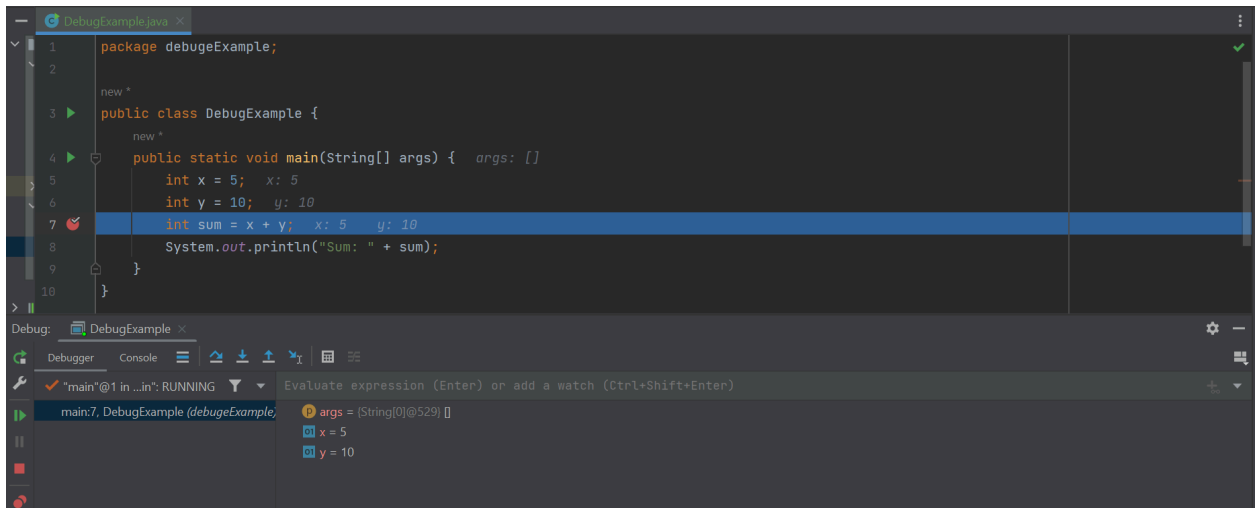 DebugExample.java
1 package debugeExample;
2
new *
3 public class DebugExample {
new *
4 public static void main(String[] args) { args: []
5 int x = 5; x: 5
6 int y = 10; y: 10
7 int sum = x + y; x: 5 y: 10
8 System.out.println("Sum: " + sum);
9 }
10 }
Debug: DebugExample
Debugger Console
"main"@1 in ...in": RUNNING
Evaluate expression (Enter) or add a watch (Ctrl+Shift+Enter)
main:7, DebugExample (debugeExample)
args = {String[0]@529} []
x = 5
y = 10